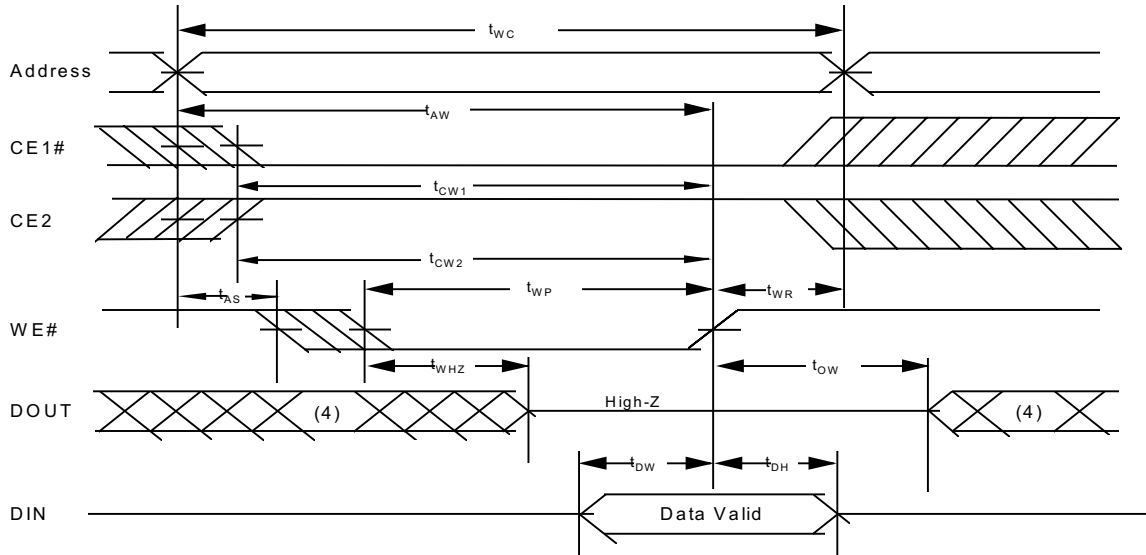 tWC
Address
tAW
CE1#
tCW1
CE2
tCW2
tAS
tWP
tWR
WE#
tWHZ
tOW
DOUT
(4)
High-Z
(4)
tDW
tDH
DIN
Data Valid